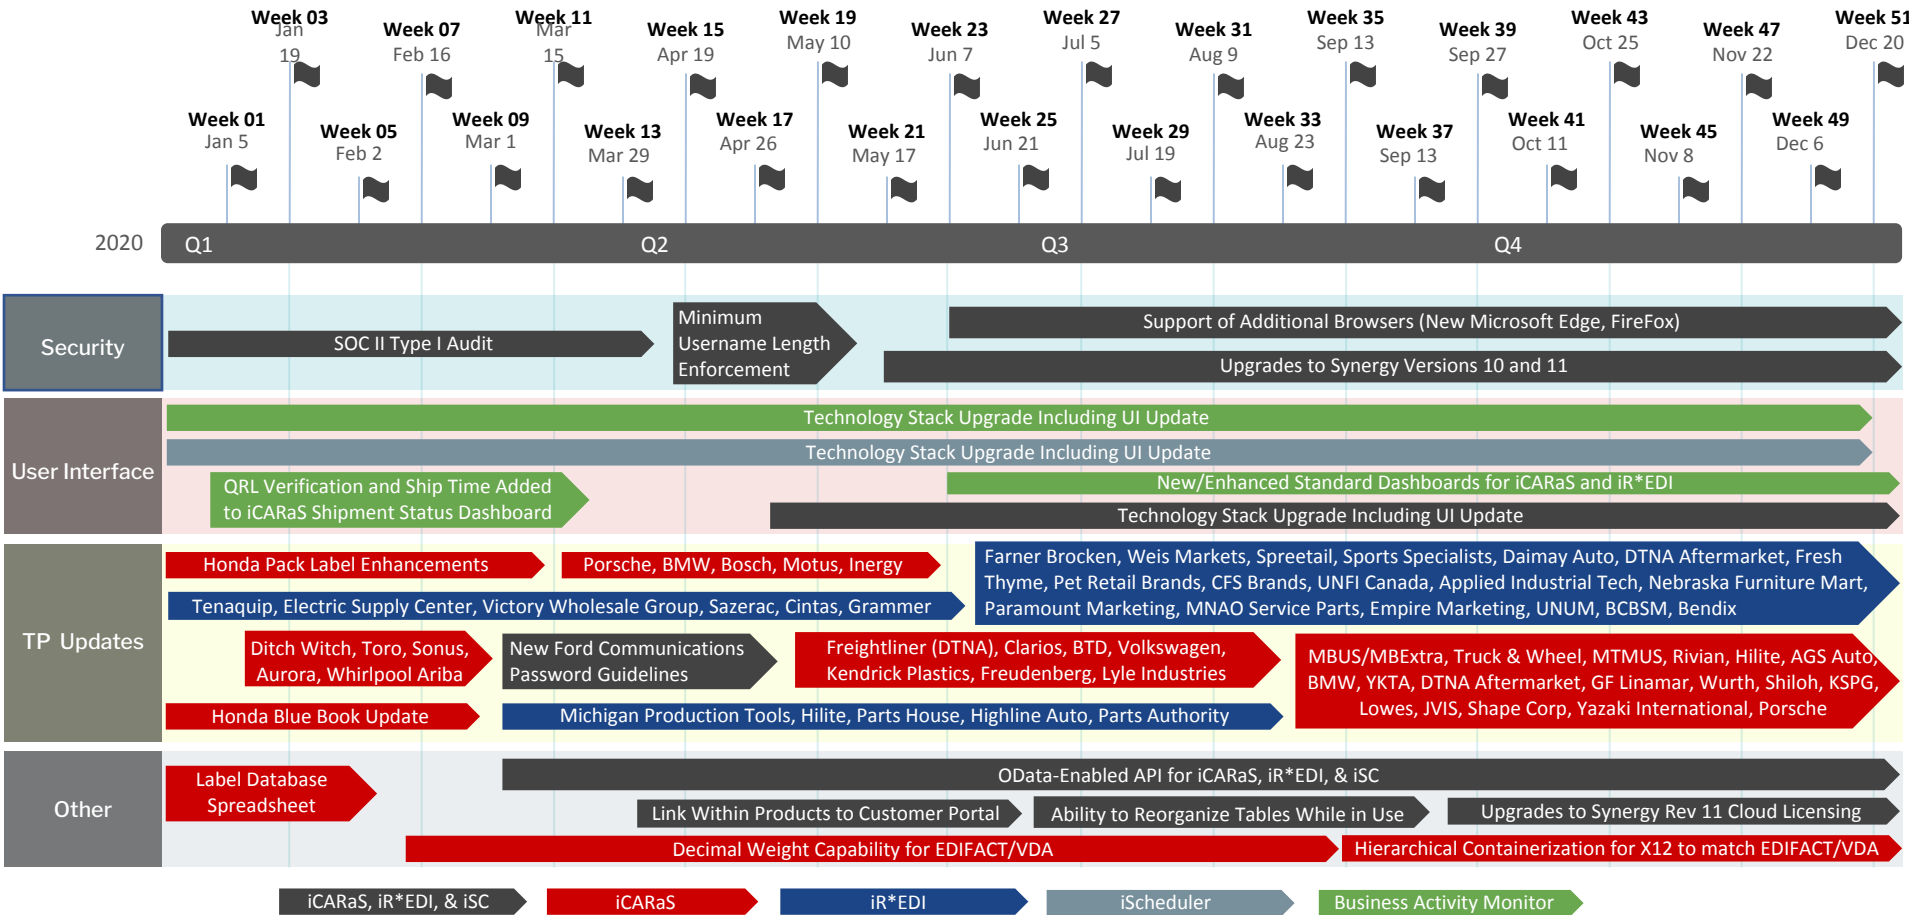 Week 03
Jan
19
Week 07
Feb 16
Week 11
Mar
15
Week 15
Apr 19
Week 19
May 10
Week 23
Jun 7
Week 27
Jul 5
Week 31
Aug 9
Week 35
Sep 13
Week 39
Sep 27
Week 43
Oct 25
Week 47
Nov 22
Week 51
Dec 20
Week 01
Jan 5
Week 05
Feb 2
Week 09
Mar 1
Week 13
Mar 29
Week 17
Apr 26
Week 21
May 17
Week 25
Jun 21
Week 29
Jul 19
Week 33
Aug 23
Week 37
Sep 13
Week 41
Oct 11
Week 45
Nov 8
Week 49
Dec 6
2020
Q1
Q2
Q3
Q4
Security
SOC II Type I Audit
Minimum
Username Length
Enforcement
Support of Additional Browsers (New Microsoft Edge, FireFox)
Upgrades to Synergy Versions 10 and 11
User Interface
Technology Stack Upgrade Including UI Update
Technology Stack Upgrade Including UI Update
QRL Verification and Ship Time Added
to iCARaS Shipment Status Dashboard
New/Enhanced Standard Dashboards for iCARaS and iR*EDI
Technology Stack Upgrade Including UI Update
TP Updates
Honda Pack Label Enhancements
Porsche, BMW, Bosch, Motus, Inergy
Farner Brocken, Weis Markets, Spreetail, Sports Specialists, Daimay Auto, DTNA Aftermarket, Fresh
Thyme, Pet Retail Brands, CFS Brands, UNFI Canada, Applied Industrial Tech, Nebraska Furniture Mart,
Paramount Marketing, MNAO Service Parts, Empire Marketing, UNUM, BCBSM, Bendix
Tenaquip, Electric Supply Center, Victory Wholesale Group, Sazerac, Cintas, Grammer
Ditch Witch, Toro, Sonus,
Aurora, Whirlpool Ariba
New Ford Communications
Password Guidelines
Freightliner (DTNA), Clarios, BTD, Volkswagen,
Kendrick Plastics, Freudenberg, Lyle Industries
MBUS/MBExtra, Truck & Wheel, MTMUS, Rivian, Hilite, AGS Auto,
BMW, YKTA, DTNA Aftermarket, GF Linamar, Wurth, Shiloh, KSPG,
Lowes, JVIS, Shape Corp, Yazaki International, Porsche
Honda Blue Book Update
Michigan Production Tools, Hilite, Parts House, Highline Auto, Parts Authority
Other
Label Database
Spreadsheet
OData-Enabled API for iCARaS, iR*EDI, & iSC
Link Within Products to Customer Portal
Ability to Reorganize Tables While in Use
Upgrades to Synergy Rev 11 Cloud Licensing
Decimal Weight Capability for EDIFACT/VDA
Hierarchical Containerization for X12 to match EDIFACT/VDA
iCARaS, iR*EDI, & iSC
iCARaS
iR*EDI
iScheduler
Business Activity Monitor